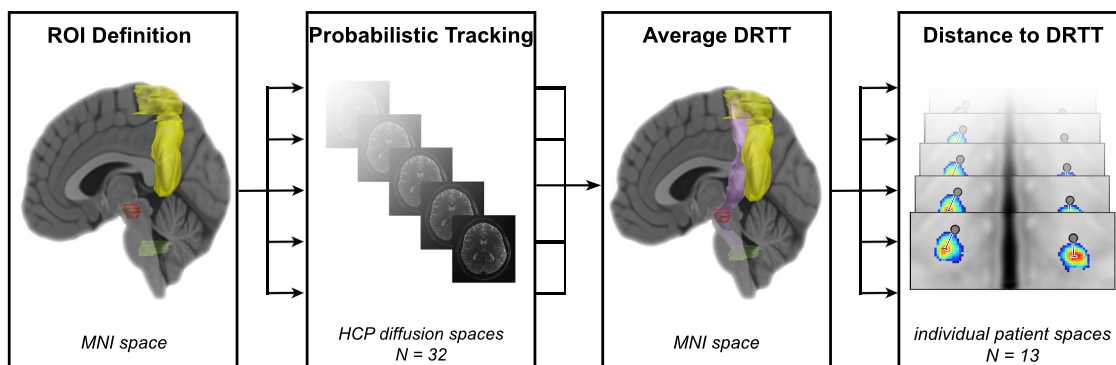 ROI Definition
MNI space
Probabilistic Tracking
HCP diffusion spaces
N = 32
Average DRTT
MNI space
Distance to DRTT
individual patient spaces
N = 13